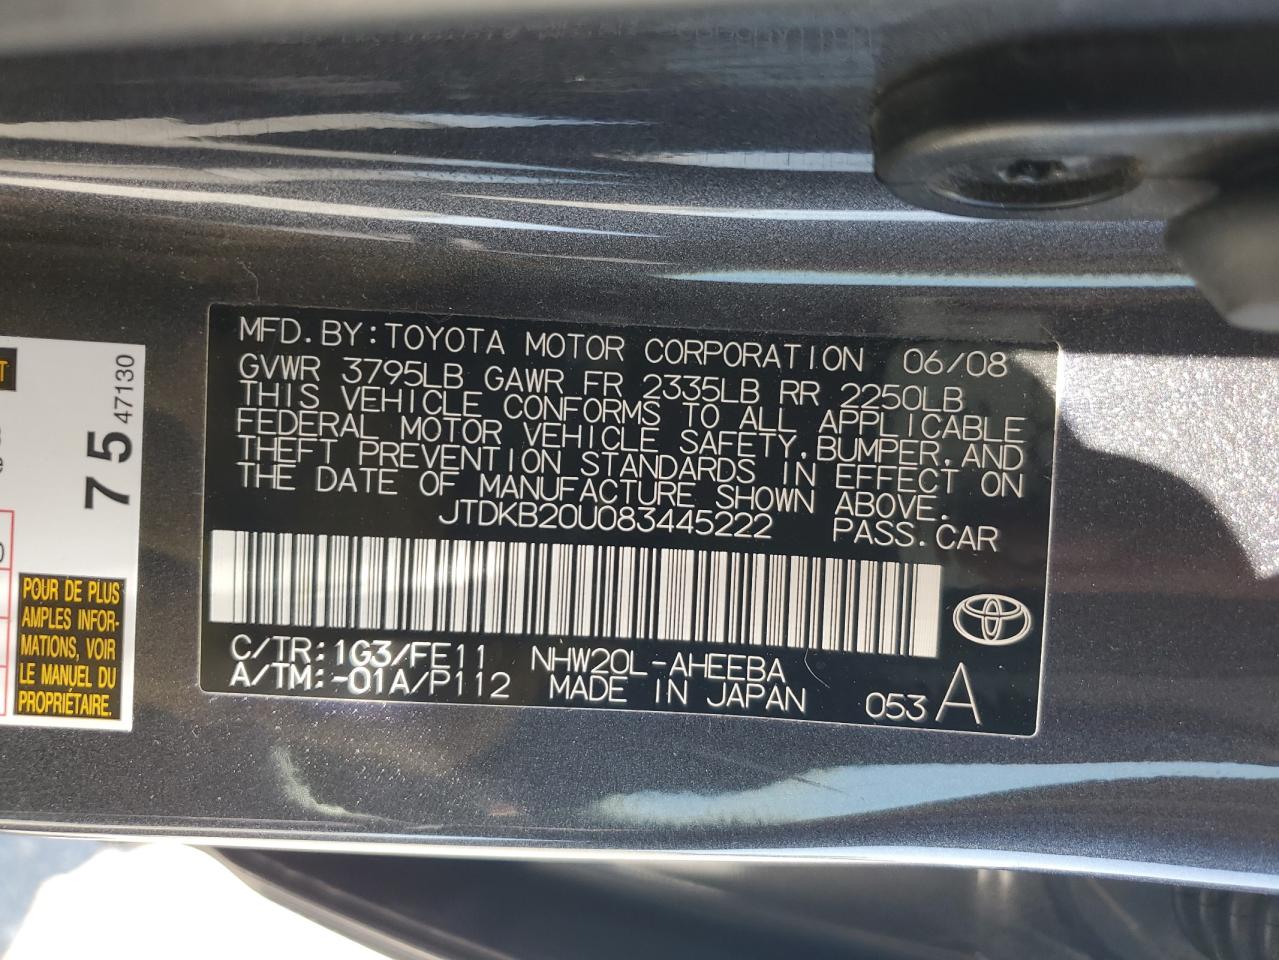 MFD.BY:TOYOTA MOTOR CORPORATION 06/08
GVWR 3795LB GAWR FR 2335LB RR 2250LB
THIS VEHICLE CONFORMS TO ALL APPLICABLE
FEDERAL MOTOR VEHICLE SAFETY,BUMPER,AND
THEFT PREVENTION STANDARDS IN EFFECT ON
THE DATE OF MANUFACTURE SHOWN ABOVE.
JTDKB20U083445222 PASS.CAR
C/TR:1G3/FE11 NHW20L-AHEEBA
A/TM:-01A/P112 MADE IN JAPAN 053 A
75 47130
POUR DE PLUS
AMPLES INFOR-
MATIONS, VOIR
LE MANUEL DU
PROPRIÉTAIRE.